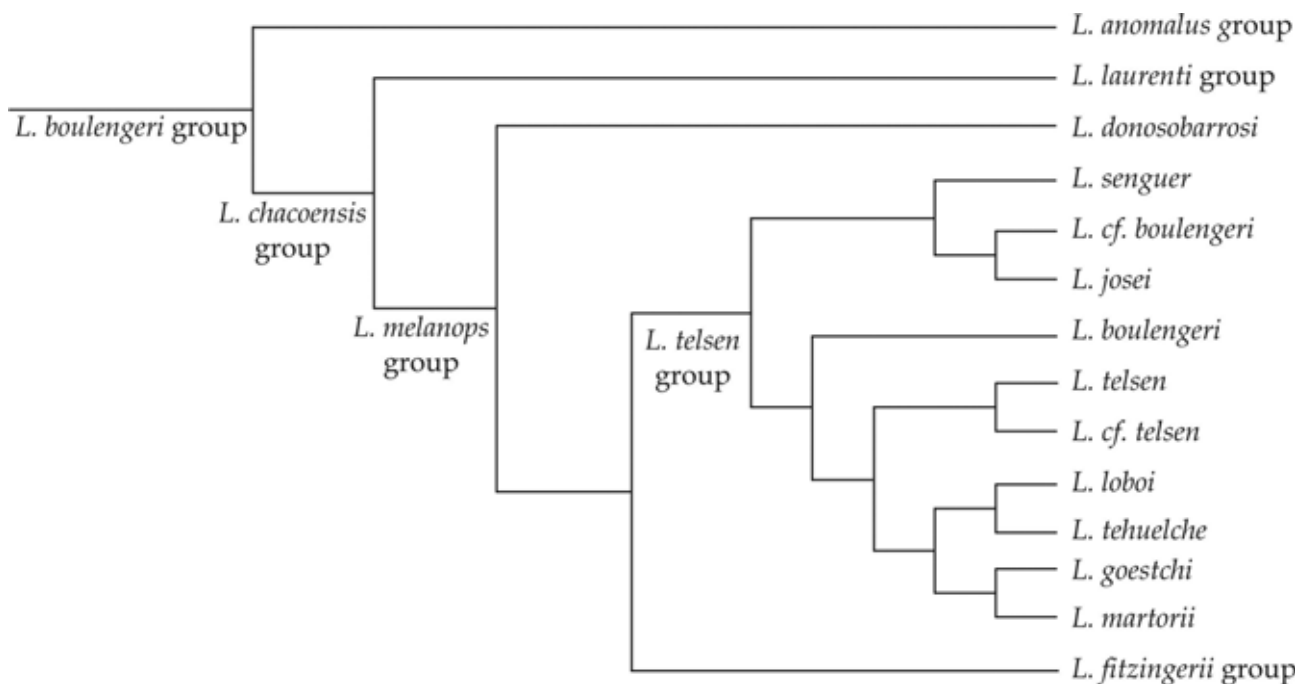 L. anomalus group
L. laurenti group
L. boulengeri group
L. donosobarrosi
L. senguer
L. chacoensis
group
L. cf. boulengeri
L. josei
L. melanops
group
L. telsen
group
L. boulengeri
L. telsen
L. cf. telsen
L. loboi
L. tehuelche
L. goestchi
L. martorii
L. fitzingerii group